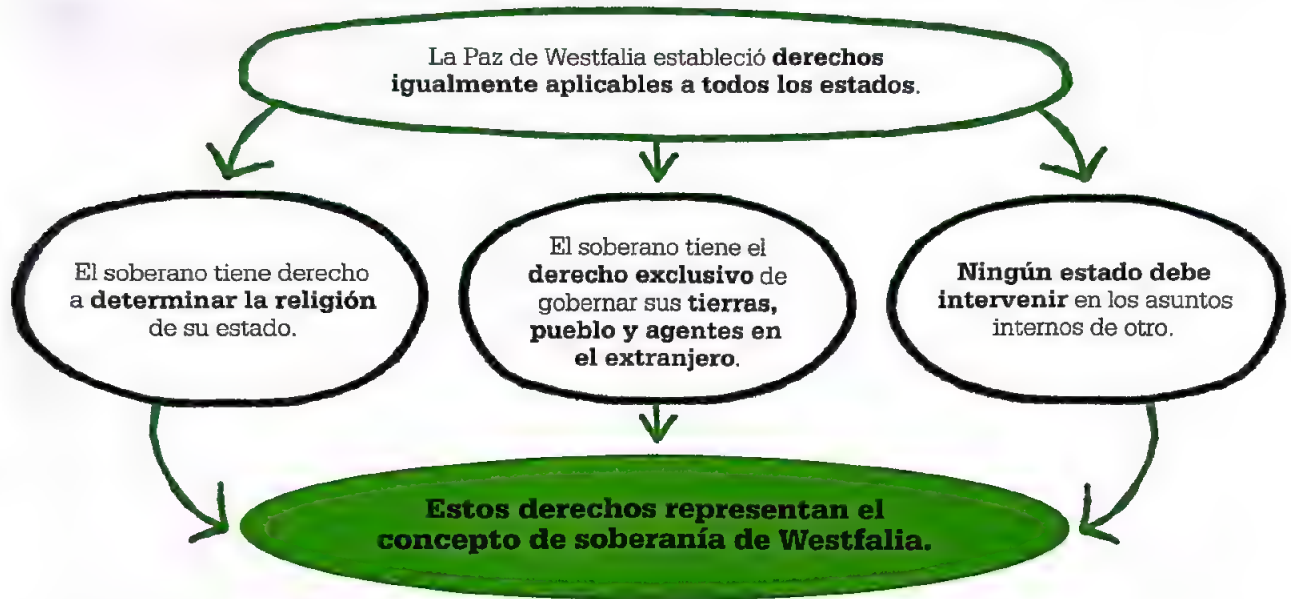 La Paz de Westfalia estableció derechos
igualmente aplicables a todos los estados.
El soberano tiene derecho
a determinar la religión
de su estado.
El soberano tiene el
derecho exclusivo de
gobernar sus tierras,
pueblo y agentes en
el extranjero.
Ningún estado debe
intervenir en los asuntos
internos de otro.
Estos derechos representan el
concepto de soberanía de Westfalia.